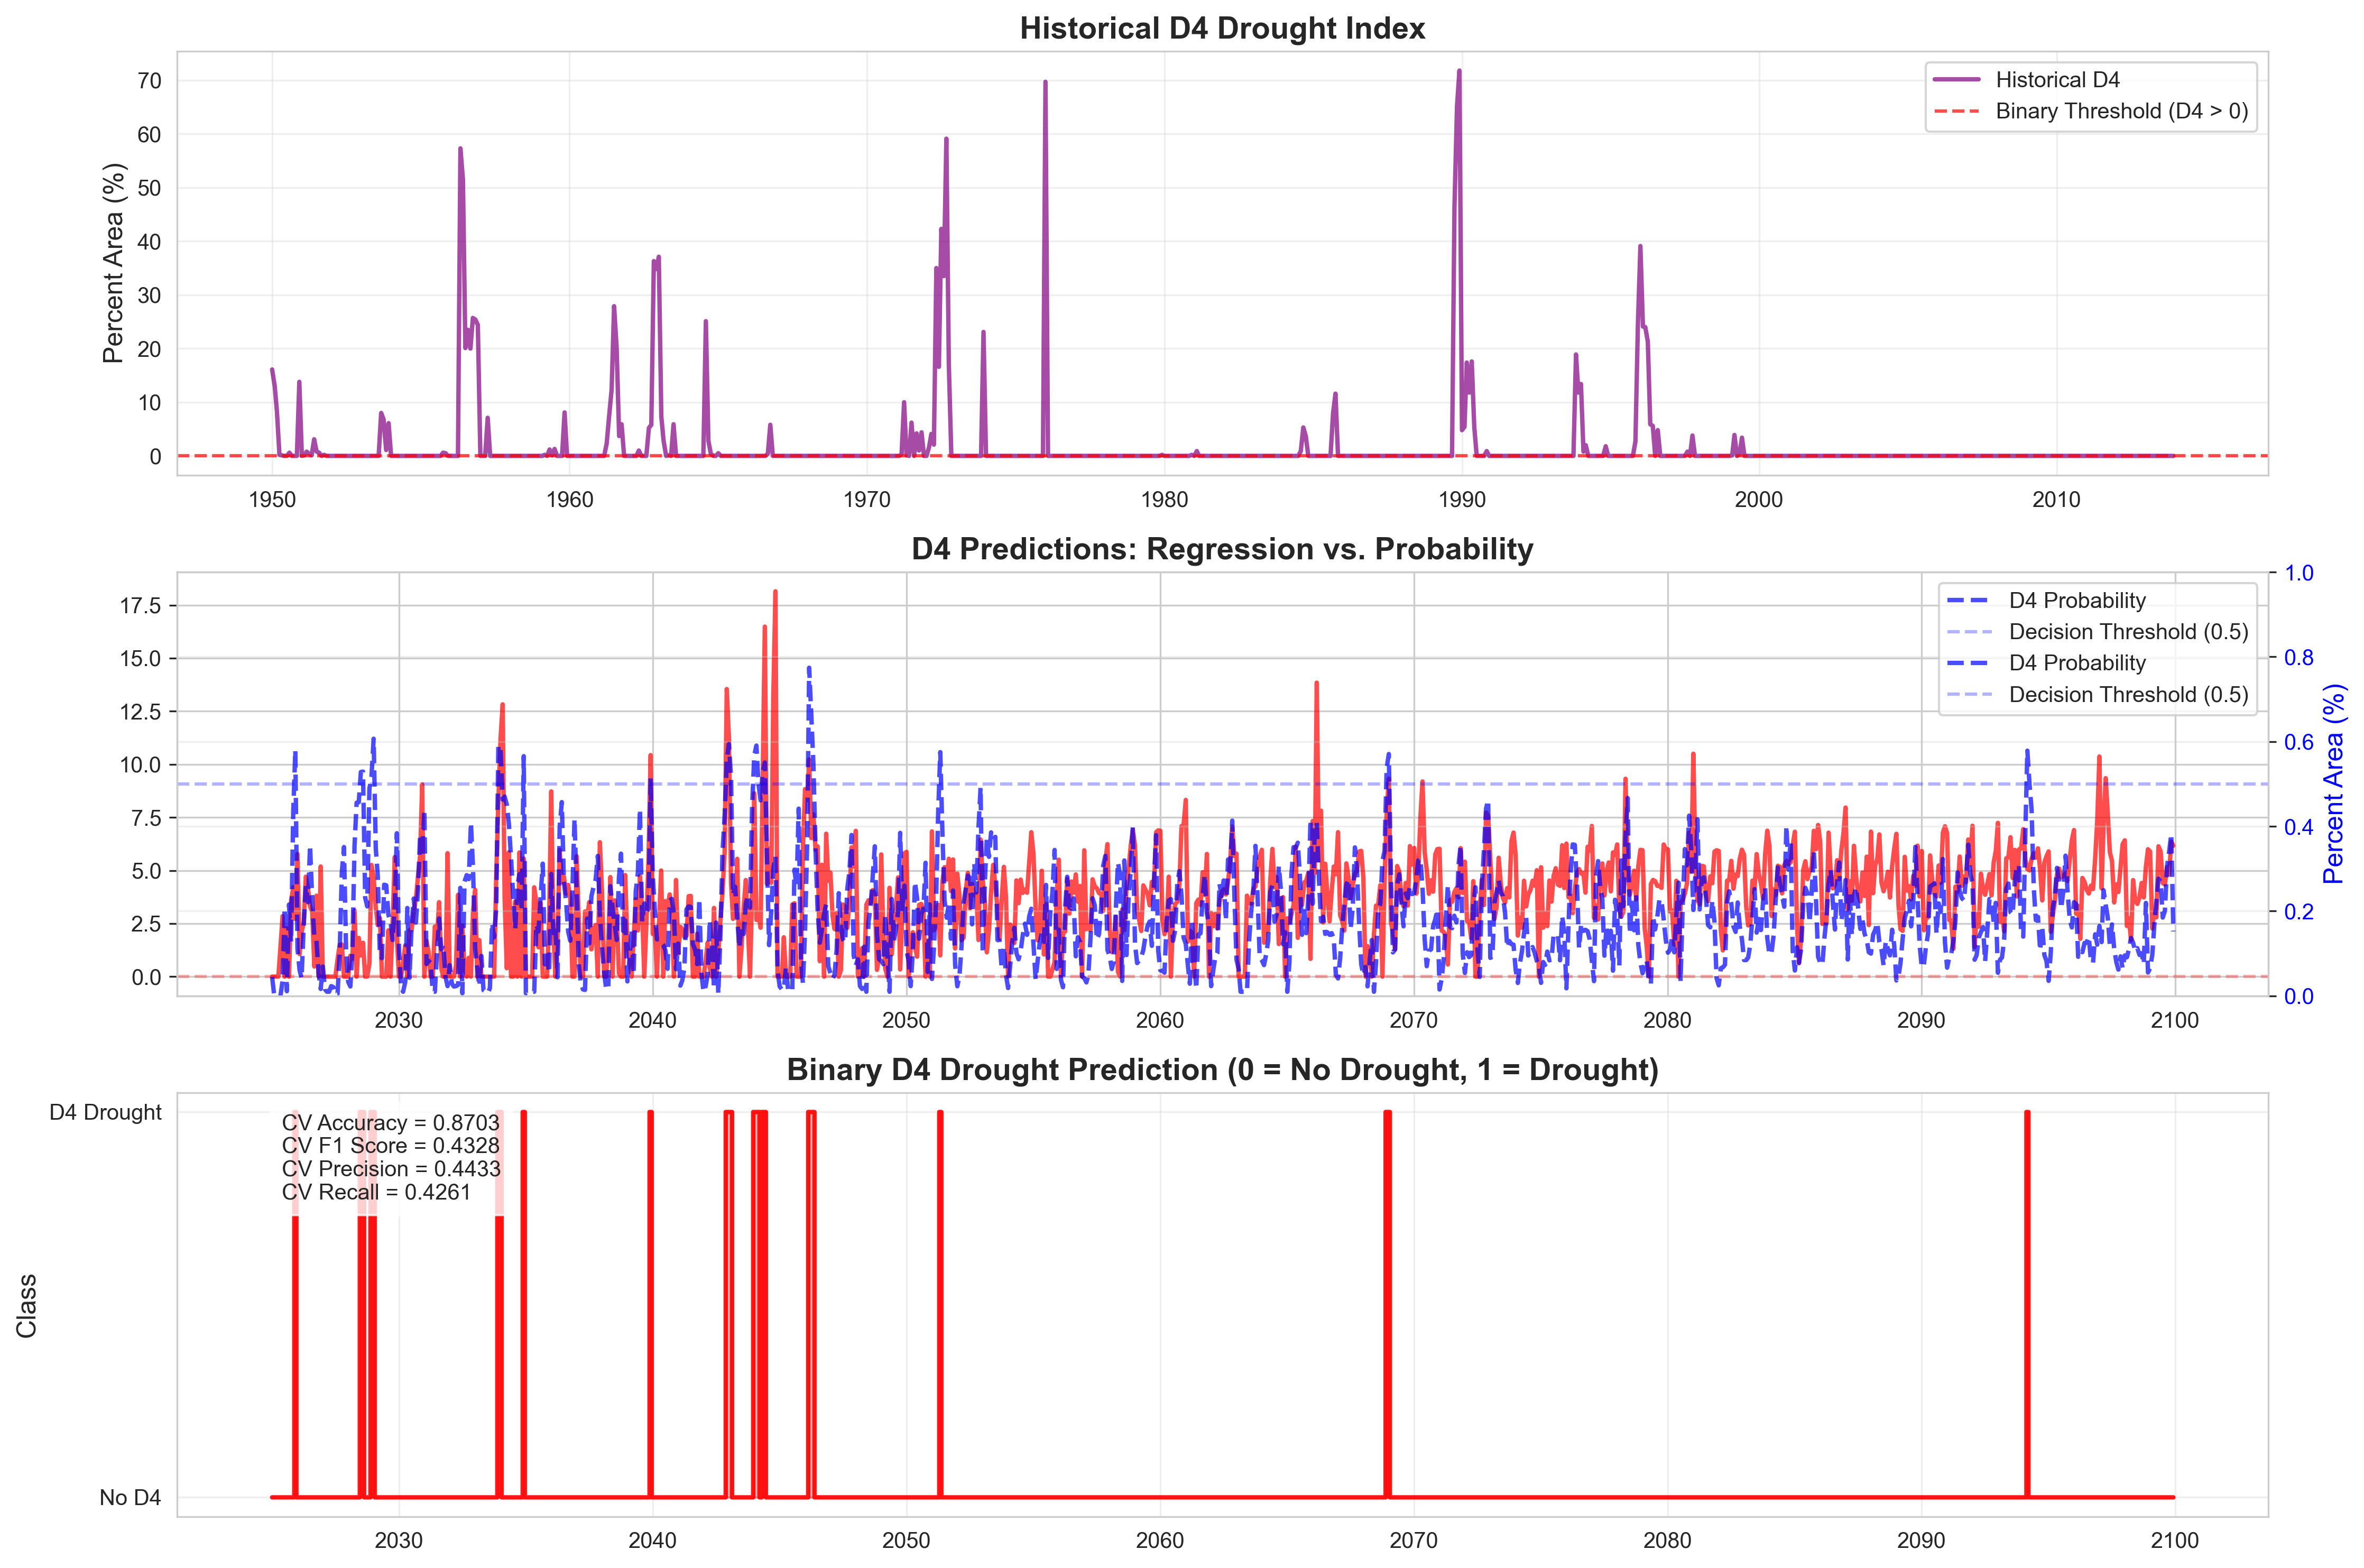 Historical D4 Drought Index
Percent Area (%)
70
60
50
40
30
20
10
0
Historical D4
Binary Threshold (D4 > 0)
1950
1960
1970
1980
1990
2000
2010
D4 Predictions: Regression vs. Probability
17.5
15.0
12.5
10.0
7.5
5.0
2.5
0.0
D4 Probability
Decision Threshold (0.5)
D4 Probability
Decision Threshold (0.5)
1.0
0.8
0.6
0.4
0.2
0.0
Percent Area (%)
2030
2040
2050
2060
2070
2080
2090
2100
Binary D4 Drought Prediction (0 = No Drought, 1 = Drought)
Class
D4 Drought
No D4
CV Accuracy = 0.8703
CV F1 Score = 0.4328
CV Precision = 0.4433
CV Recall = 0.4261
2030
2040
2050
2060
2070
2080
2090
2100